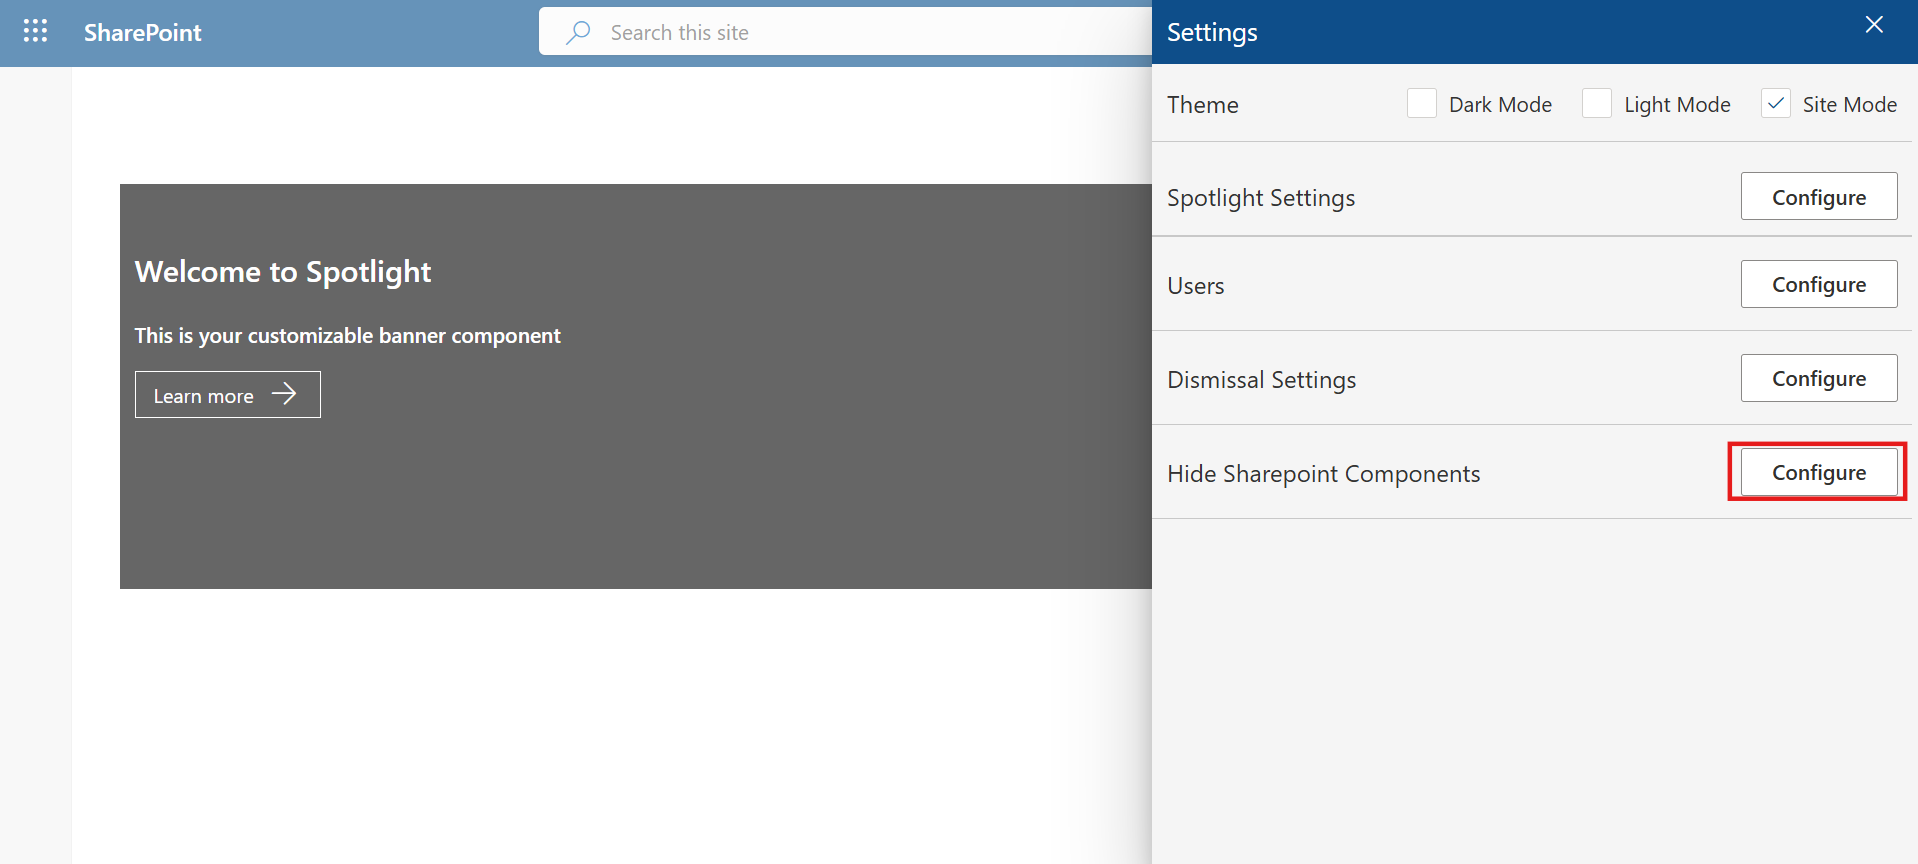 SharePoint
Search this site
Welcome to Spotlight
This is your customizable banner component
Learn more
Settings
Theme
Dark Mode
Light Mode
Site Mode
Spotlight Settings
Configure
Users
Configure
Dismissal Settings
Configure
Hide Sharepoint Components
Configure